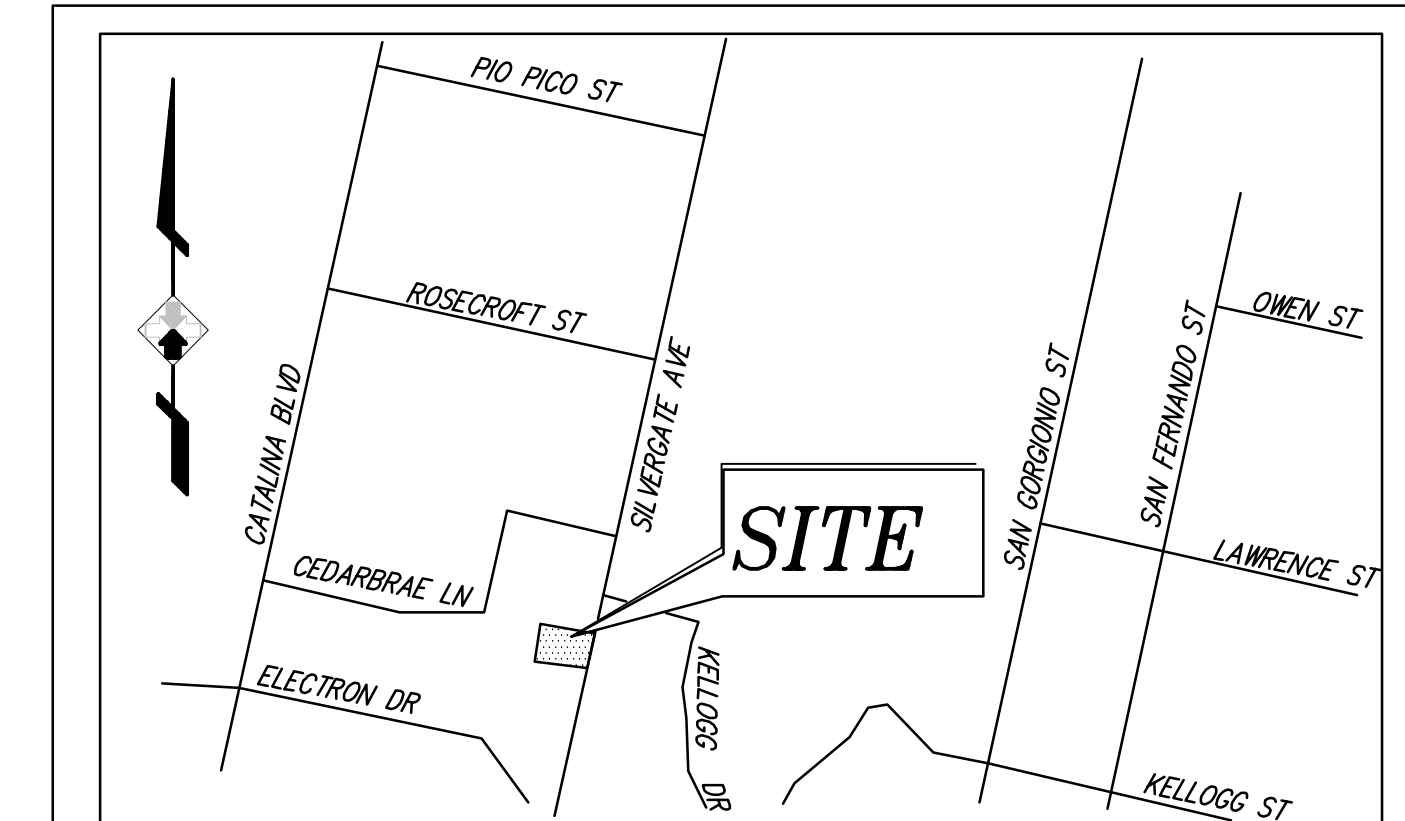 PIO PICO ST
ROSECROFT ST
OWEN ST
CATALINA BLVD
SILVERGATE AVE
SAN GORGIONIO ST
SAN FERNANDO ST
SITE
LAWRENCE ST
CEDARBRAE LN
ELECTRON DR
KELLOGG DR
KELLOGG ST